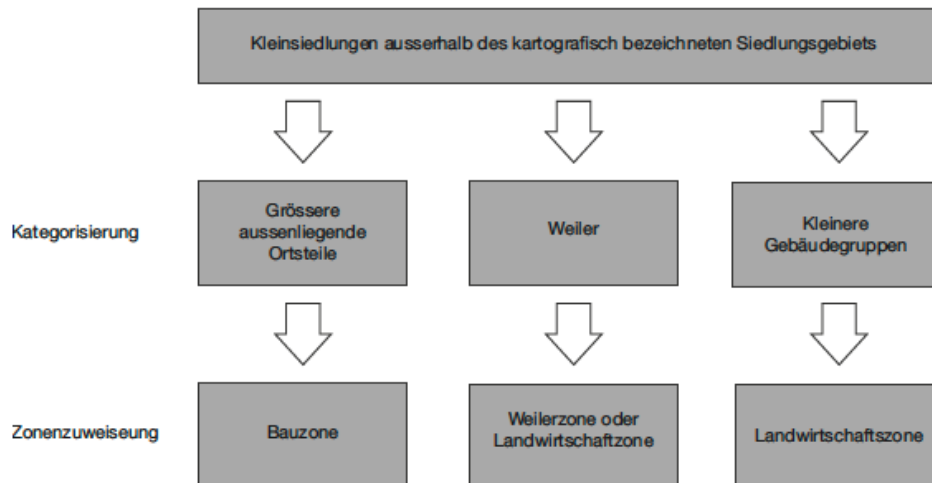 Kleinsiedlungen ausserhalb des kartografisch bezeichneten Siedlungsgebiets
Kategorisierung
Grössere
aussenliegende
Ortsteile
Weiler
Kleinere
Gebäudegruppen
Zonenzuweiseung
Bauzone
Weilerzone oder
Landwirtschaftzone
Landwirtschaftszone